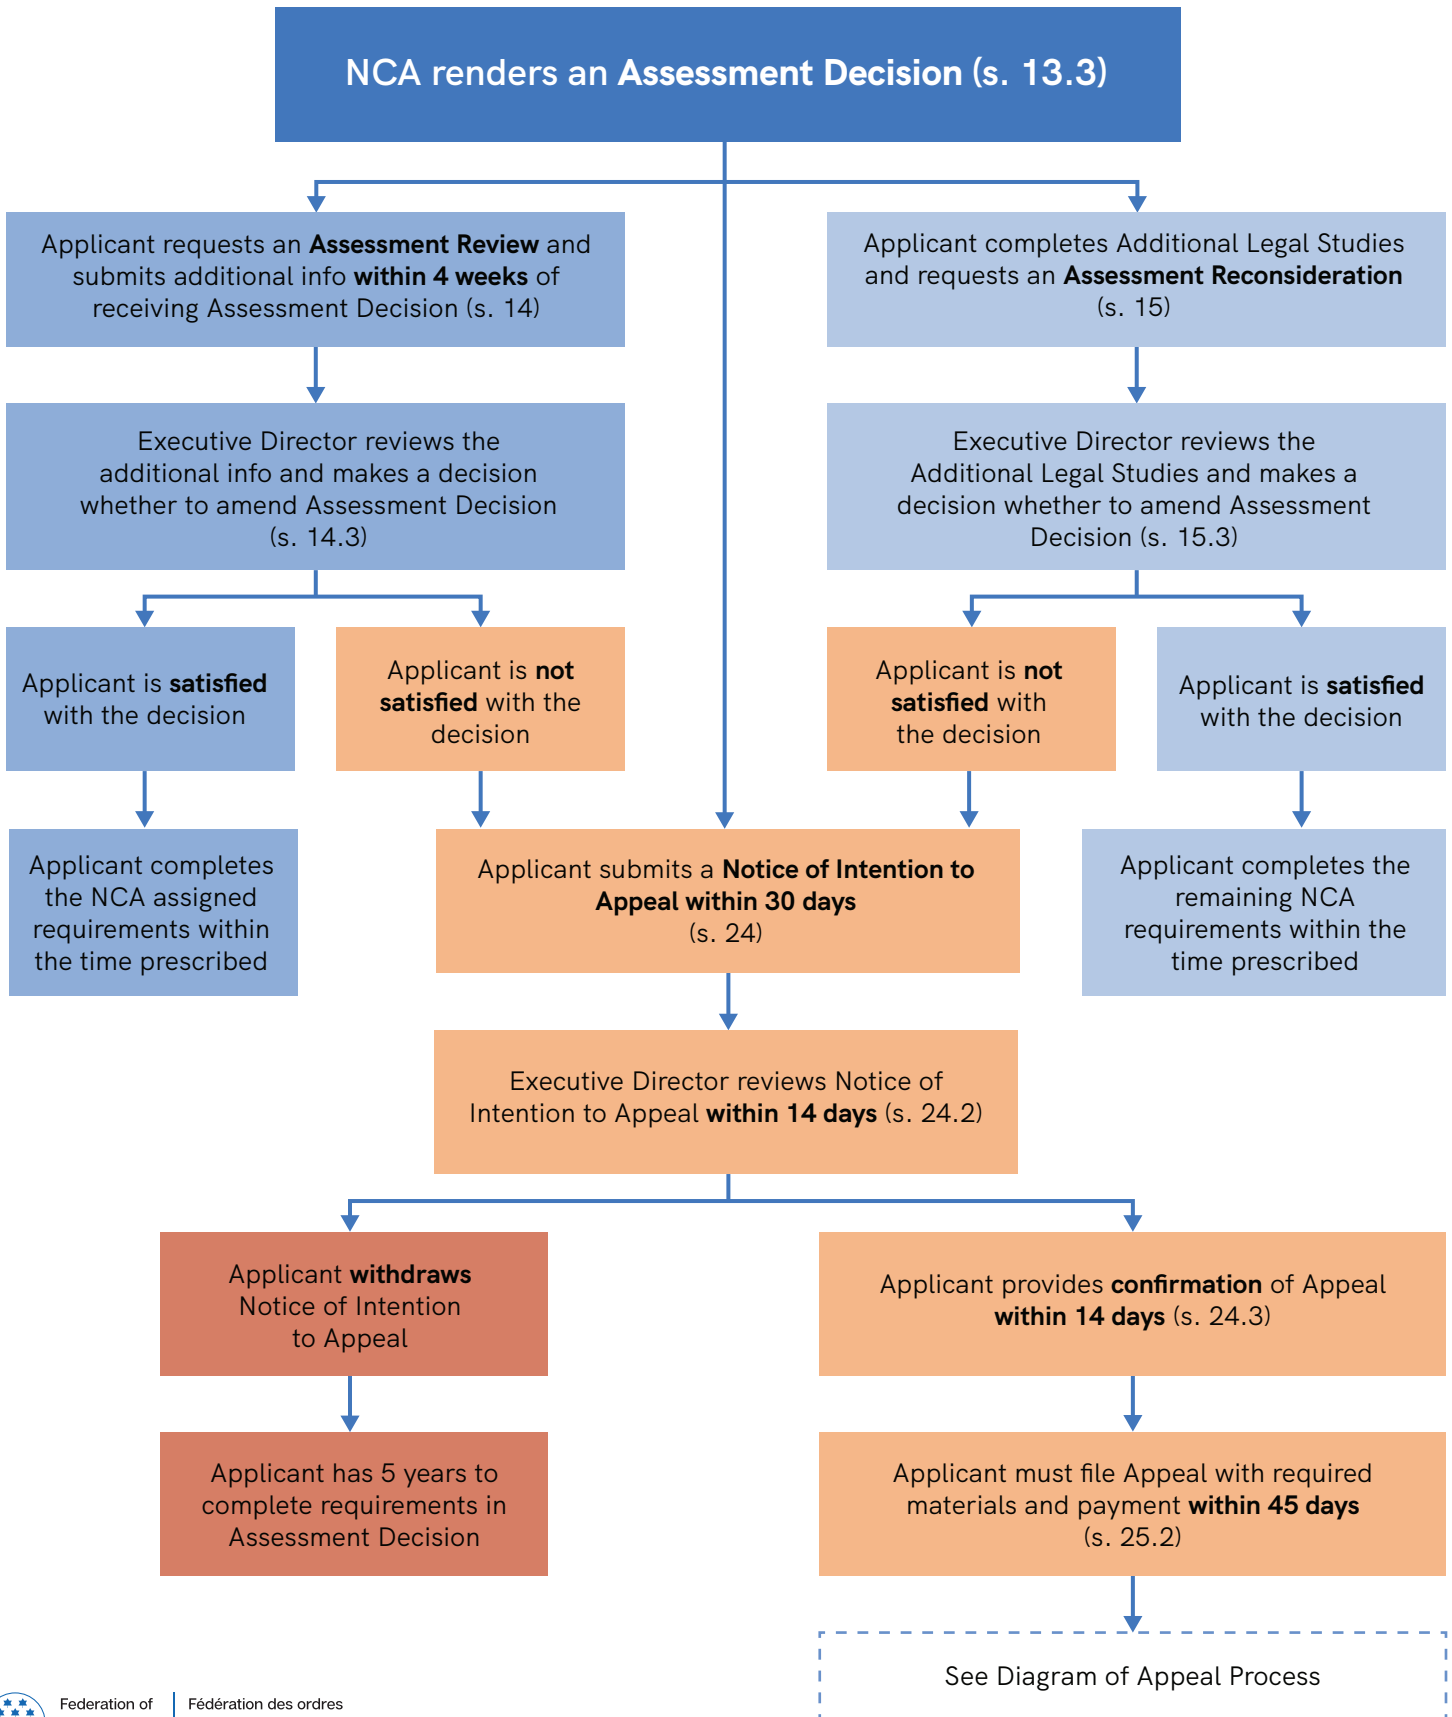 NCA renders an Assessment Decision (s. 13.3)
Applicant requests an Assessment Review and
submits additional info within 4 weeks of
receiving Assessment Decision (s. 14)
Applicant completes Additional Legal Studies
and requests an Assessment Reconsideration
(s. 15)
Executive Director reviews the
additional info and makes a decision
whether to amend Assessment Decision
(s. 14.3)
Executive Director reviews the
Additional Legal Studies and makes a
decision whether to amend Assessment
Decision (s. 15.3)
Applicant is satisfied
with the decision
Applicant is not
satisfied with the
decision
Applicant is not
satisfied with
the decision
Applicant is satisfied
with the decision
Applicant completes
the NCA assigned
requirements within
the time prescribed
Applicant submits a Notice of Intention to
Appeal within 30 days
(s. 24)
Applicant completes the
remaining NCA
requirements within the
time prescribed
Executive Director reviews Notice of
Intention to Appeal within 14 days (s. 24.2)
Applicant withdraws
Notice of Intention
to Appeal
Applicant provides confirmation of Appeal
within 14 days (s. 24.3)
Applicant has 5 years to
complete requirements in
Assessment Decision
Applicant must file Appeal with required
materials and payment within 45 days
(s. 25.2)
See Diagram of Appeal Process
Federation of
Fédération des ordres